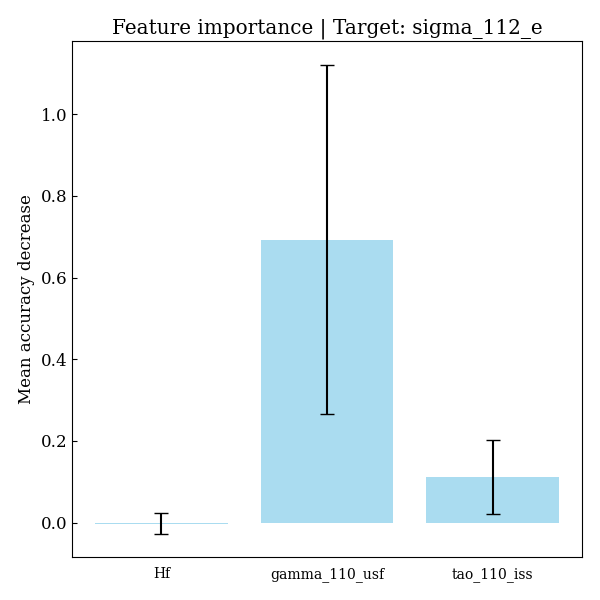 Feature importance | Target: sigma_112_e
Mean accuracy decrease
1.0
0.8
0.6
0.4
0.2
0.0
Hf
gamma_110_usf
tao_110_iss